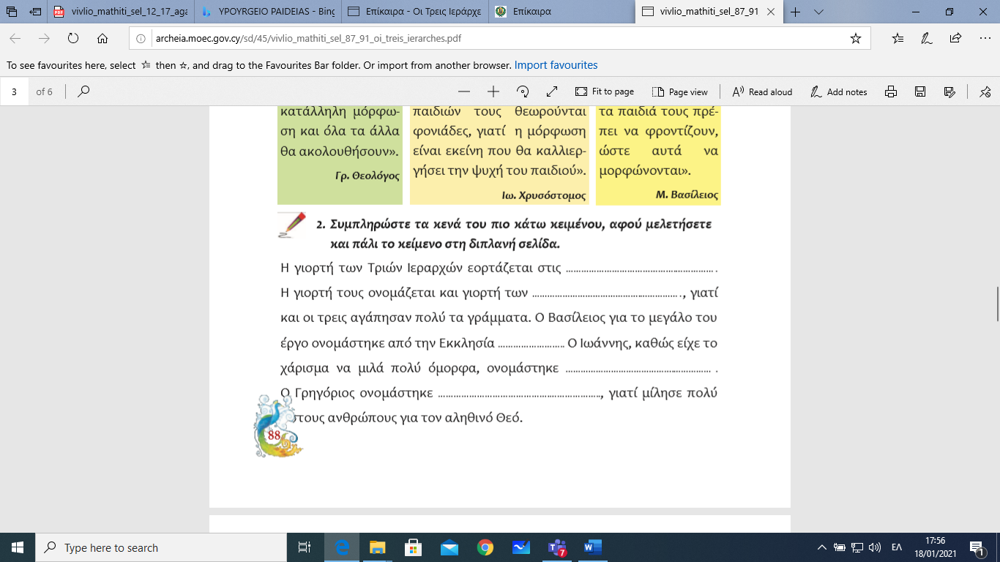 vivlio_mathiti_sel_12_17_aga
YPOYRGEIO PAIDEIAS - Bing
Επίκαιρα - Οι Τρεις Ιεράρχε
Επίκαιρα
vivlio_mathiti_sel_87_91
archeia.moec.gov.cy/sd/45/vivlio_mathiti_sel_87_91_oi_treis_ierarches.pdf
To see favourites here, select ☆ then ☆, and drag to the Favourites Bar folder. Or import from another browser. Import favourites
3 of 6 Fit to page Page view Read aloud Add notes
κατάλληλη μόρφω-
ση και όλα τα άλλα
θα ακολουθήσουν».
Γρ. Θεολόγος
παιδιών τους θεωρούνται
φονιάδες, γιατί η μόρφωση
είναι εκείνη που θα καλλιερ-
γήσει την ψυχή του παιδιού».
Ιω. Χρυσόστομος
τα παιδιά τους πρέ-
πει να φροντίζουν,
ώστε αυτά να
μορφώνονται».
Μ. Βασίλειος
2. Συμπληρώστε τα κενά του πιο κάτω κειμένου, αφού μελετήσετε
και πάλι το κείμενο στη διπλανή σελίδα.
Η γιορτή των Τριών Ιεραρχών εορτάζεται στις ............................................................ .
Η γιορτή τους ονομάζεται και γιορτή των ............................................................ , γιατί
και οι τρεις αγάπησαν πολύ τα γράμματα. Ο Βασίλειος για το μεγάλο του
έργο ονομάστηκε από την Εκκλησία .......................... Ο Ιωάννης, καθώς είχε το
χάρισμα να μιλά πολύ όμορφα, ονομάστηκε .......................................................... .
Ο Γρηγόριος ονομάστηκε ................................................................, γιατί μίλησε πολύ
στους ανθρώπους για τον αληθινό Θεό.
88
Type here to search
7
ΕΛ
17:56
18/01/2021
1